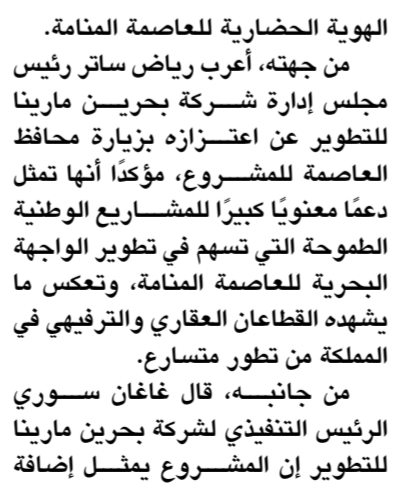 الهوية الحضارية للعاصمة المنامة.
من جهته، أعرب رياض ساتر رئيس
مجلس إدارة شركة بحرين مارينا
للتطوير عن اعتزازه بزيارة محافظ
العاصمة للمشروع، مؤكدًا أنها تمثل
دعمًا معنويًا كبيرًا للمشاريع الوطنية
الطموحة التي تسهم في تطوير الواجهة
البحرية للعاصمة المنامة، وتعكس ما
يشهده القطاعان العقاري والترفيهي في
المملكة من تطور متسارع.
من جانبه، قال غاغان سوري
الرئيس التنفيذي لشركة بحرين مارينا
للتطوير إن المشروع يمثل إضافة